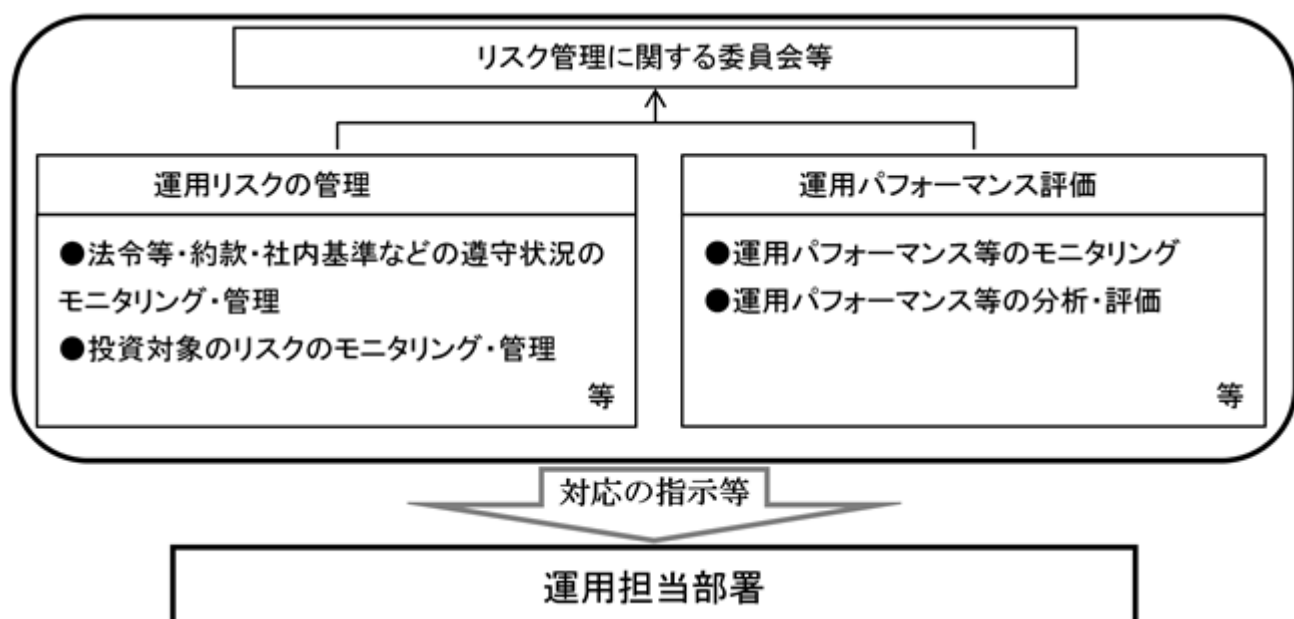 リスク管理に関する委員会等
運用リスクの管理
●法令等・約款・社内基準などの遵守状況の
モニタリング・管理
●投資対象のリスクのモニタリング・管理
等
運用パフォーマンス評価
●運用パフォーマンス等のモニタリング
●運用パフォーマンス等の分析・評価
等
対応の指示等
運用担当部署